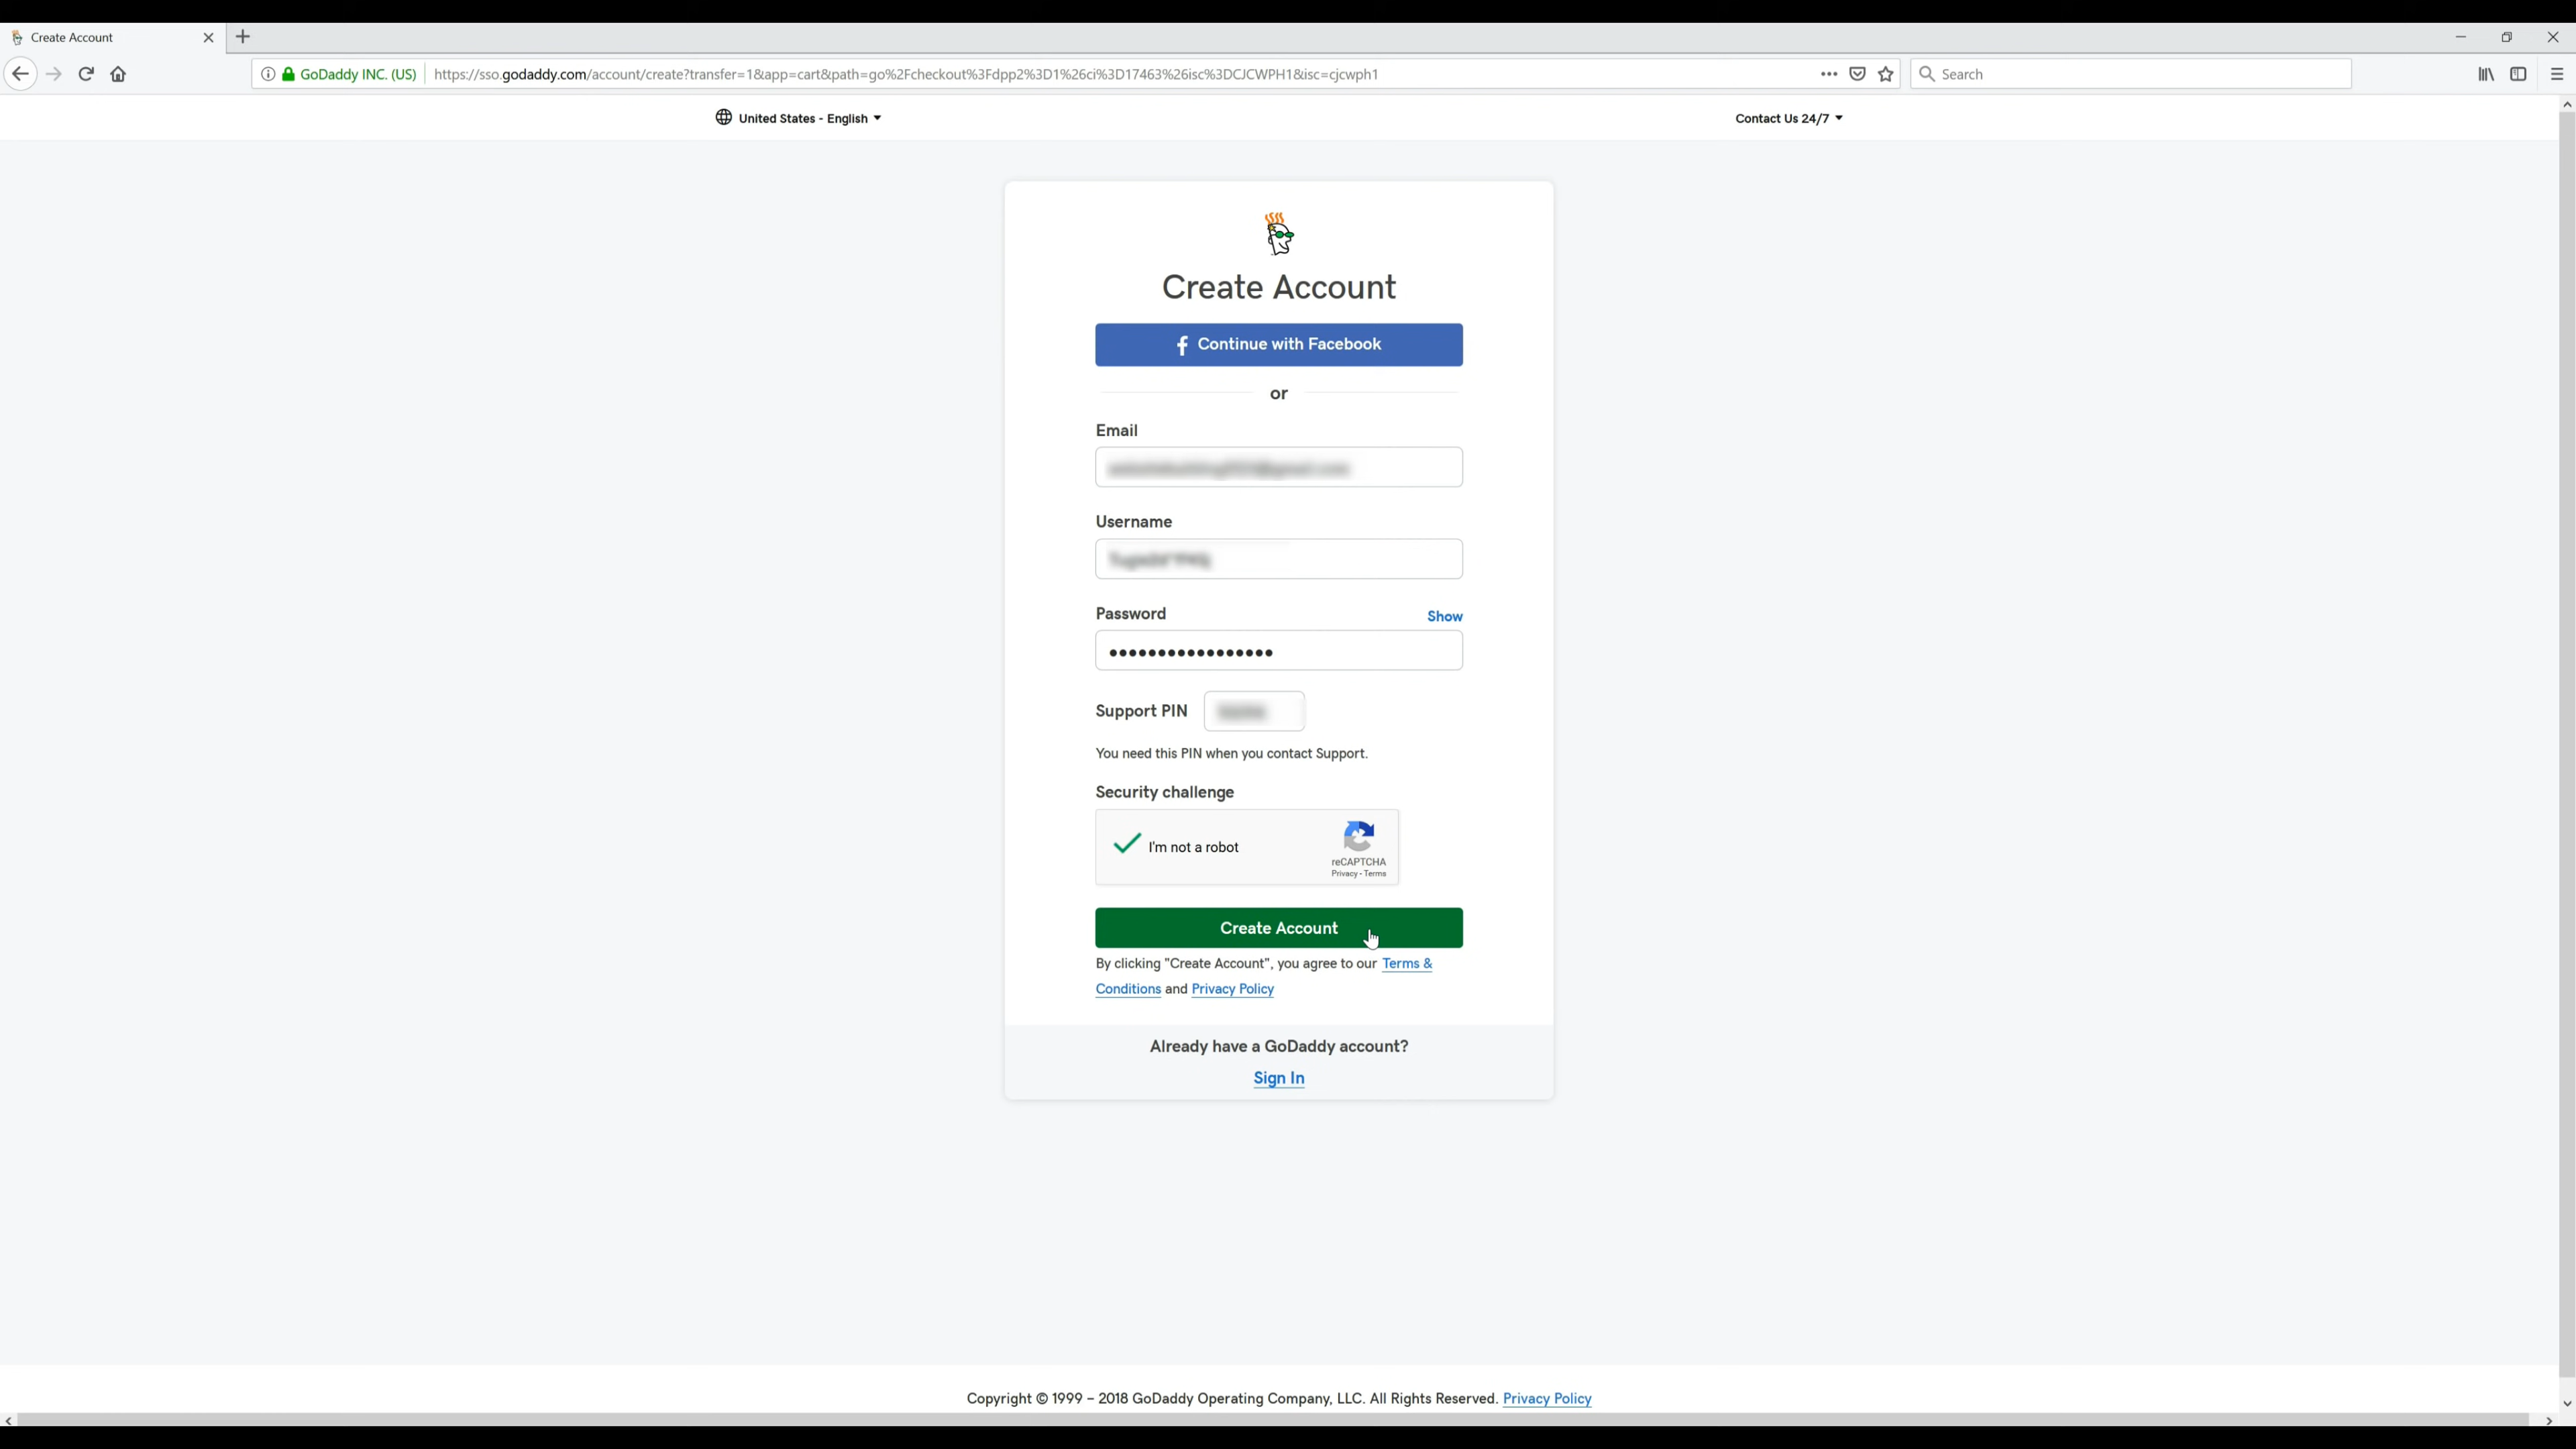 Create Account
GoDaddy INC. (US) https://sso.godaddy.com/account/create?transfer=1&app=cart&path=go%2Fcheckout%3Fdpp2%3D1%26ci%3D17463%26isc%3DCJCWPH1&isc=cjcwph1
Search
United States - English
Contact Us 24/7
Create Account
Continue with Facebook
or
Email
Username
Password Show
•••••••••••••••••
Support PIN
You need this PIN when you contact Support.
Security challenge
I'm not a robot
reCAPTCHA
Privacy - Terms
Create Account
By clicking "Create Account", you agree to our Terms &
Conditions and Privacy Policy
Already have a GoDaddy account?
Sign In
Copyright © 1999 – 2018 GoDaddy Operating Company, LLC. All Rights Reserved. Privacy Policy